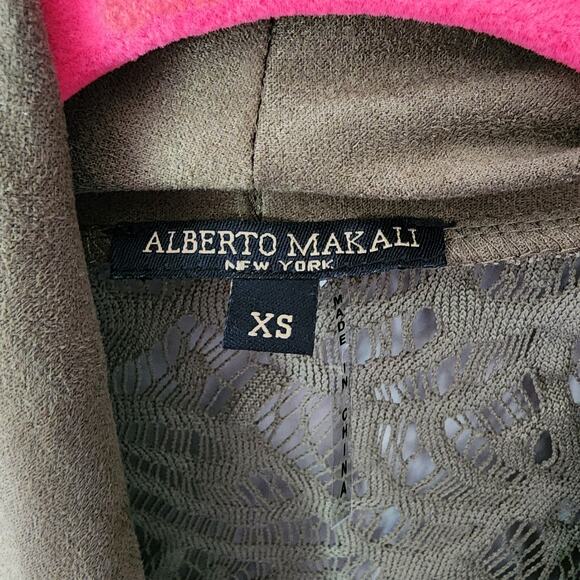 ALBERTO MAKALI
NEW YORK
XS
MADE IN CHINA